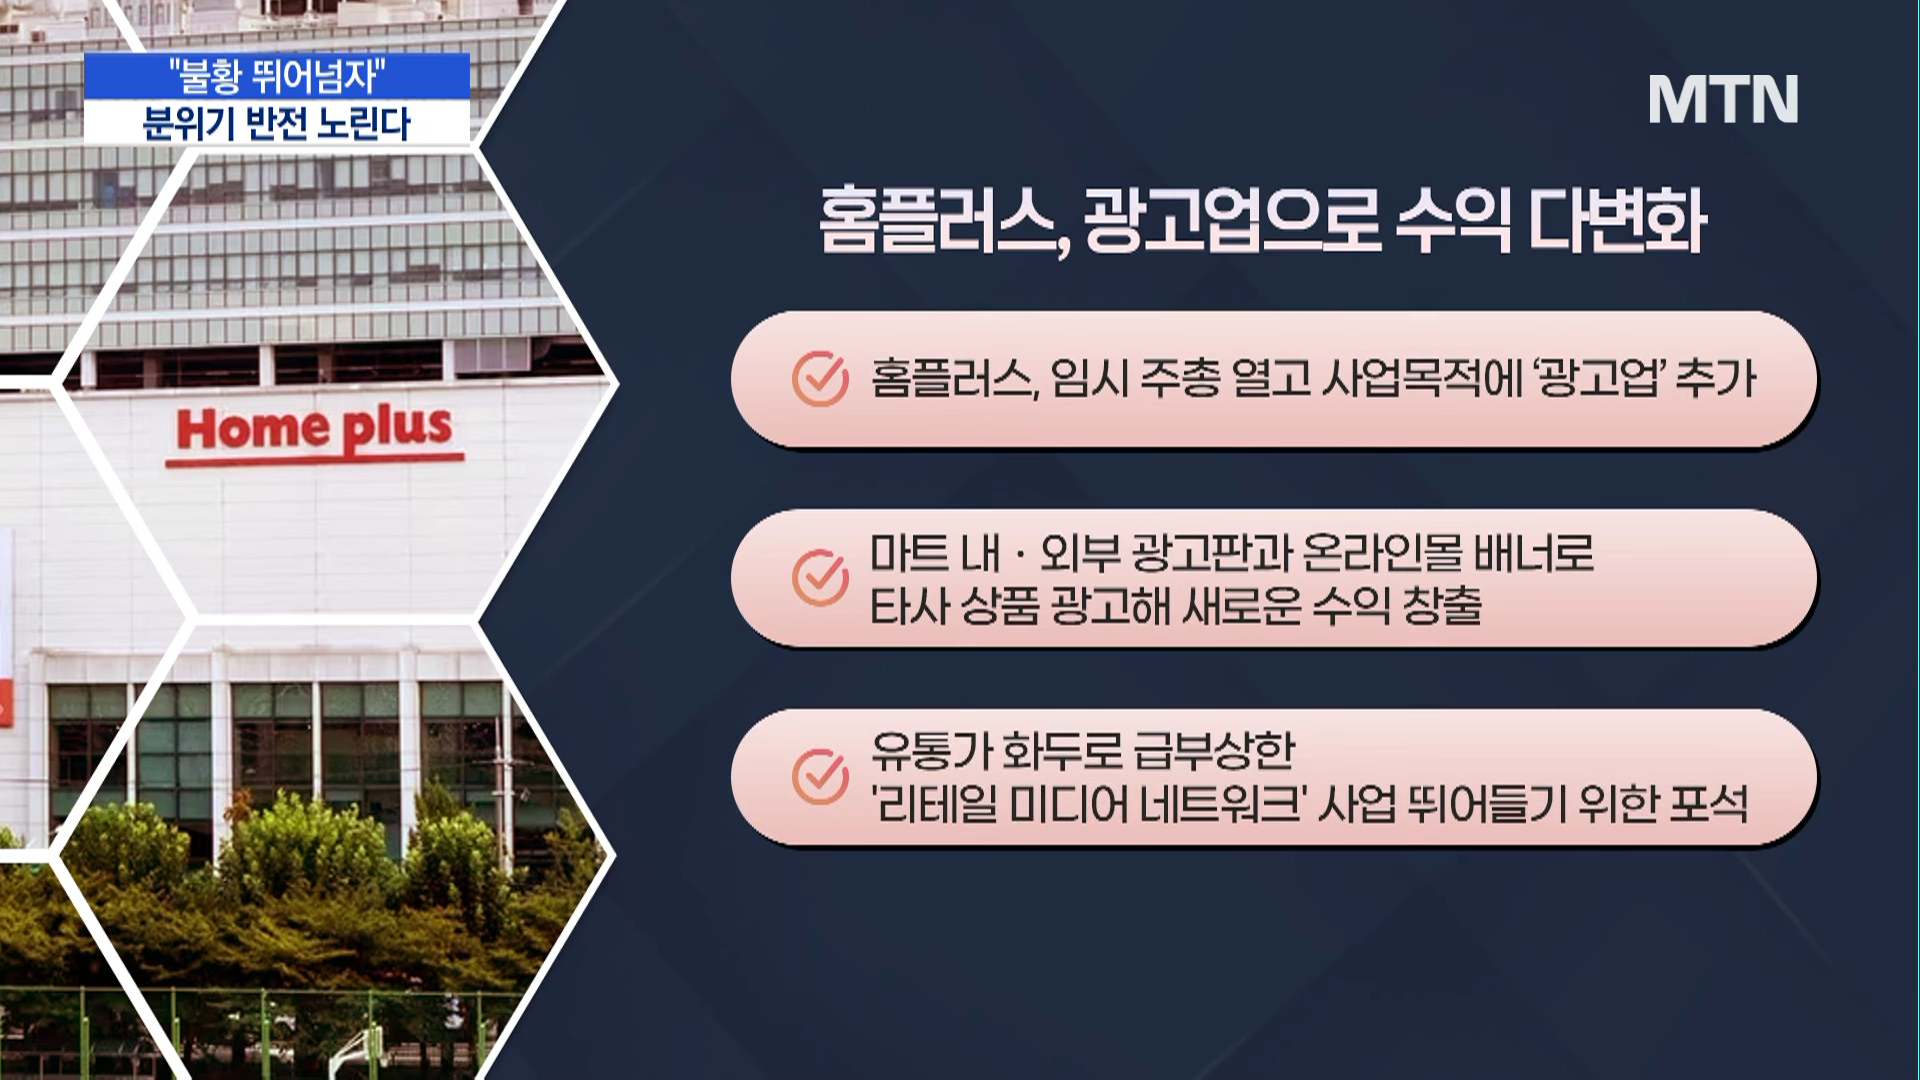 "불황 뛰어넘자"
분위기 반전 노린다
MTN
Home plus
홈플러스, 광고업으로 수익 다변화
홈플러스, 임시 주총 열고 사업목적에 ‘광고업’ 추가
마트 내 · 외부 광고판과 온라인몰 배너로
타사 상품 광고해 새로운 수익 창출
유통가 화두로 급부상한
'리테일 미디어 네트워크' 사업 뛰어들기 위한 포석